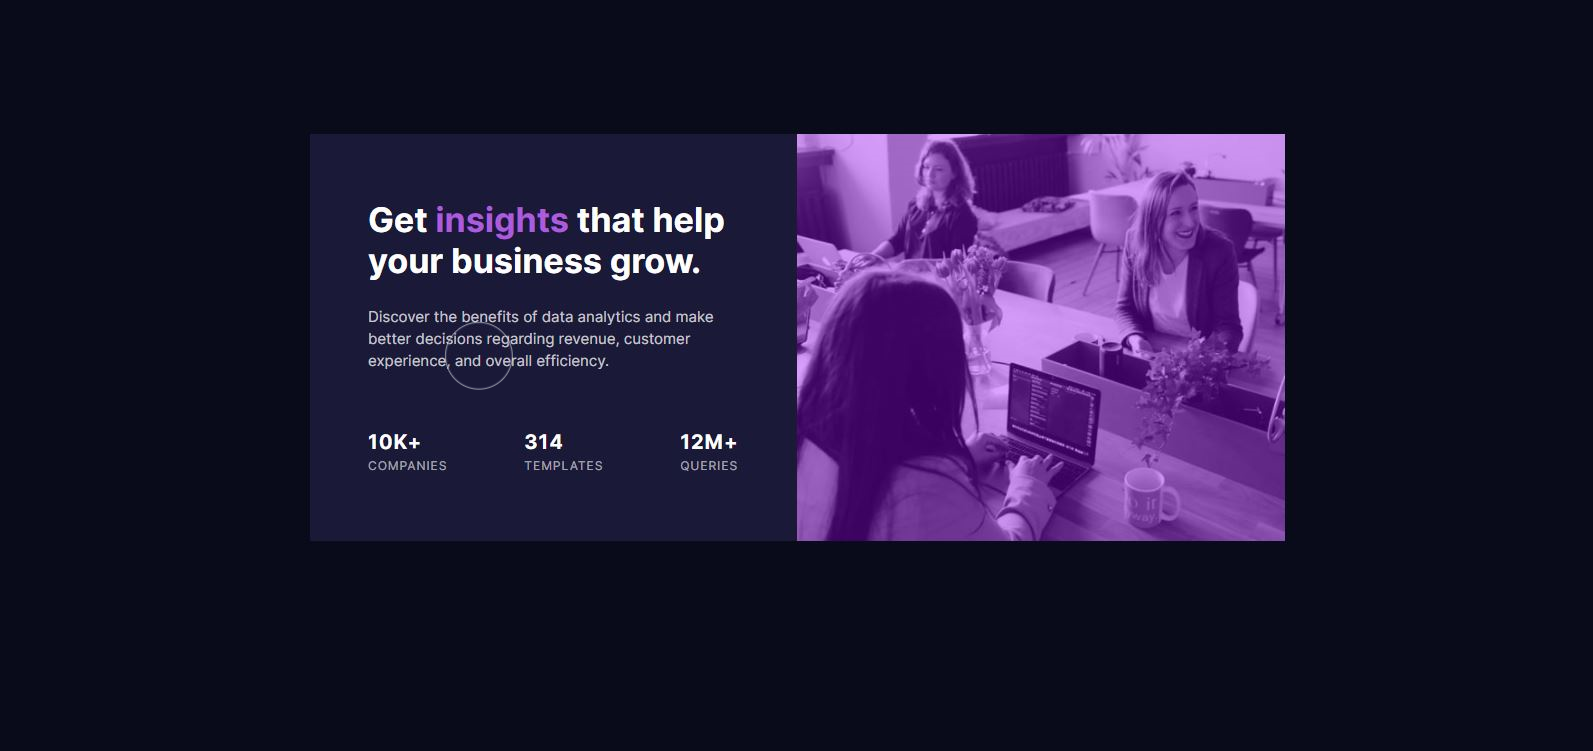 Get insights that help
your business grow.
Discover the benefits of data analytics and make
better decisions regarding revenue, customer
experience, and overall efficiency.
10K+ 314 12M+
COMPANIES TEMPLATES QUERIES